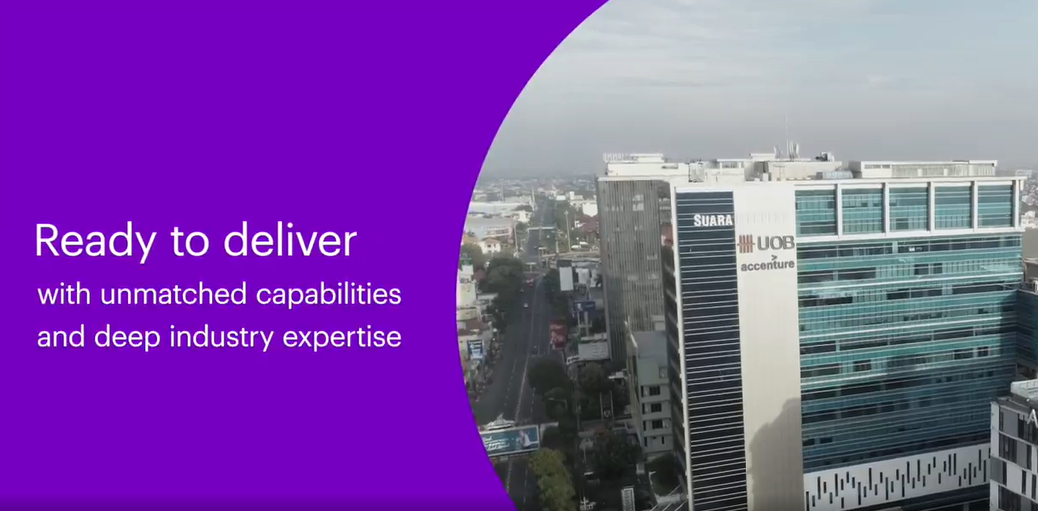 Ready to deliver
with unmatched capabilities
and deep industry expertise
SUARA
UOB
>
accenture